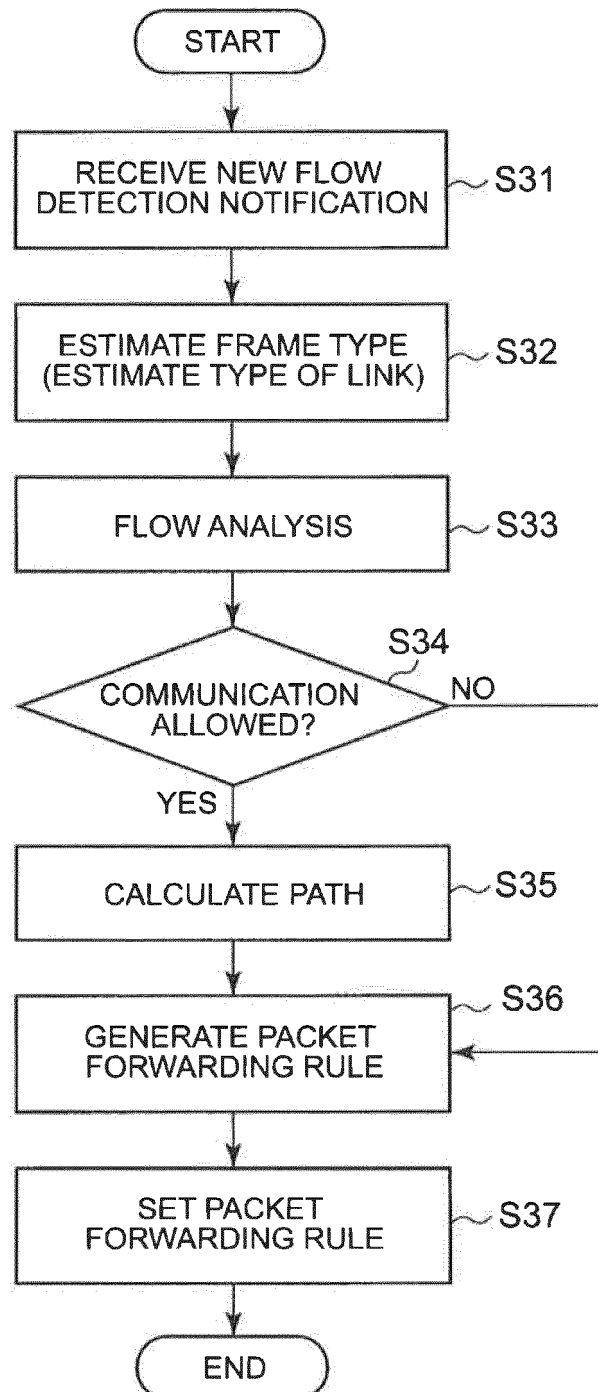 START
RECEIVE NEW FLOW
DETECTION NOTIFICATION
S31
ESTIMATE FRAME TYPE
(ESTIMATE TYPE OF LINK)
S32
FLOW ANALYSIS
S33
S34
COMMUNICATION
ALLOWED?
NO
YES
CALCULATE PATH
S35
S36
GENERATE PACKET
FORWARDING RULE
SET PACKET
FORWARDING RULE
S37
END